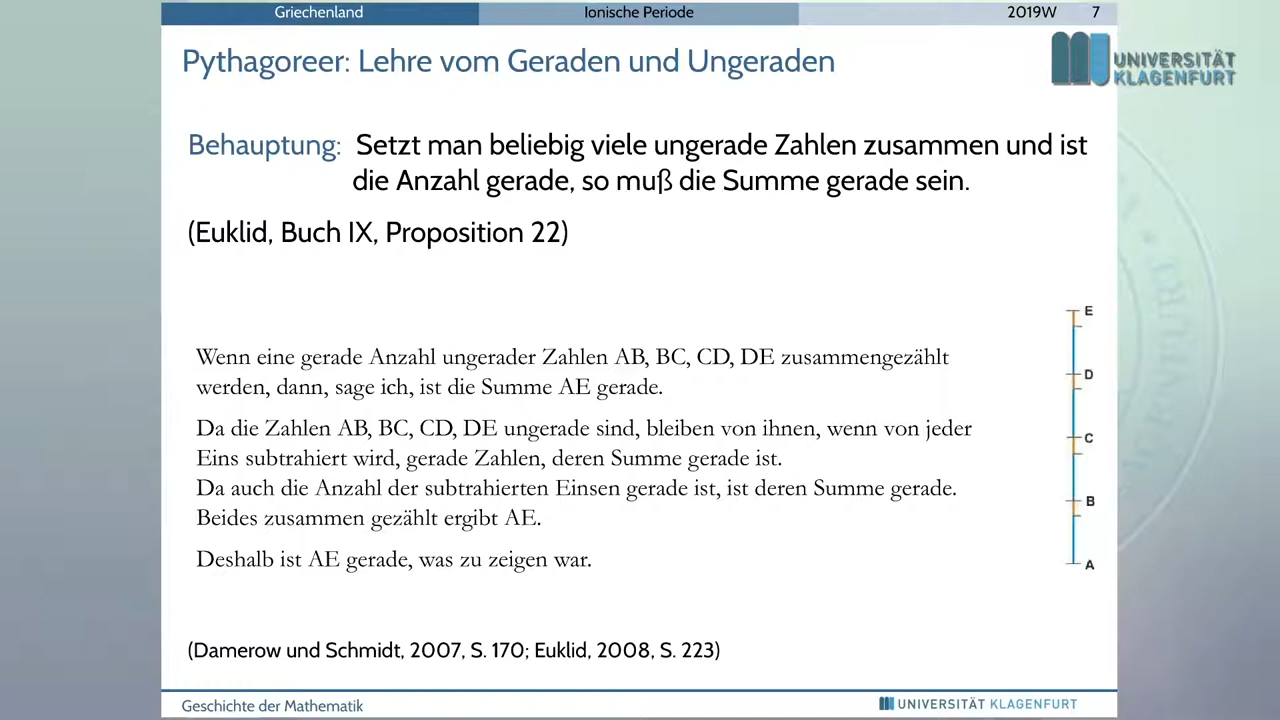 Griechenland Ionische Periode 2019W 7
Pythagoreer: Lehre vom Geraden und Ungeraden
UNIVERSITÄT
KLAGENFURT
Behauptung: Setzt man beliebig viele ungerade Zahlen zusammen und ist
die Anzahl gerade, so muß die Summe gerade sein.
(Euklid, Buch IX, Proposition 22)
Wenn eine gerade Anzahl ungerader Zahlen AB, BC, CD, DE zusammengezählt
werden, dann, sage ich, ist die Summe AE gerade.
Da die Zahlen AB, BC, CD, DE ungerade sind, bleiben von ihnen, wenn von jeder
Eins subtrahiert wird, gerade Zahlen, deren Summe gerade ist.
Da auch die Anzahl der subtrahierten Einsen gerade ist, ist deren Summe gerade.
Beides zusammen gezählt ergibt AE.
Deshalb ist AE gerade, was zu zeigen war.
E
D
C
B
A
(Damerow und Schmidt, 2007, S. 170; Euklid, 2008, S. 223)
Geschichte der Mathematik UNIVERSITÄT KLAGENFURT